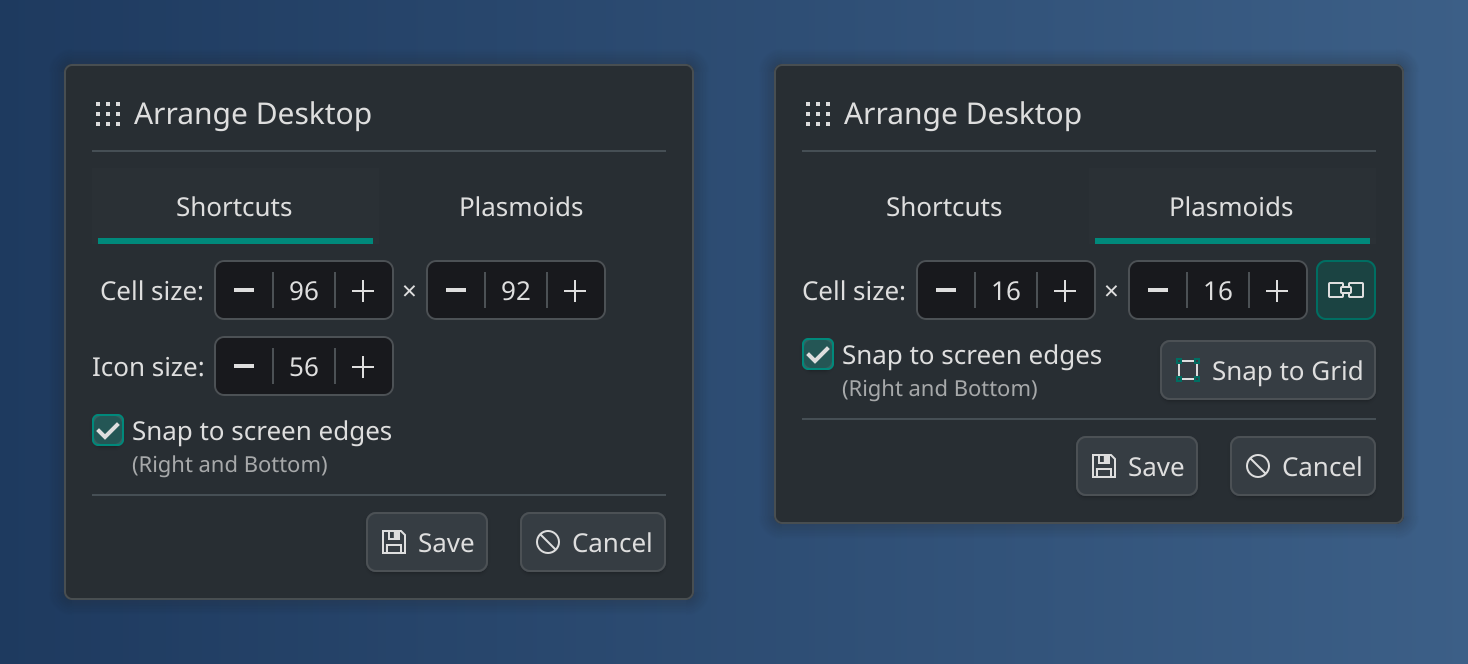 Arrange Desktop
Shortcuts Plasmoids
Cell size: 96 × 92
Icon size: 56
Snap to screen edges
(Right and Bottom)
Save Cancel
Arrange Desktop
Shortcuts Plasmoids
Cell size: 16 × 16
Snap to screen edges
(Right and Bottom)
Snap to Grid
Save Cancel